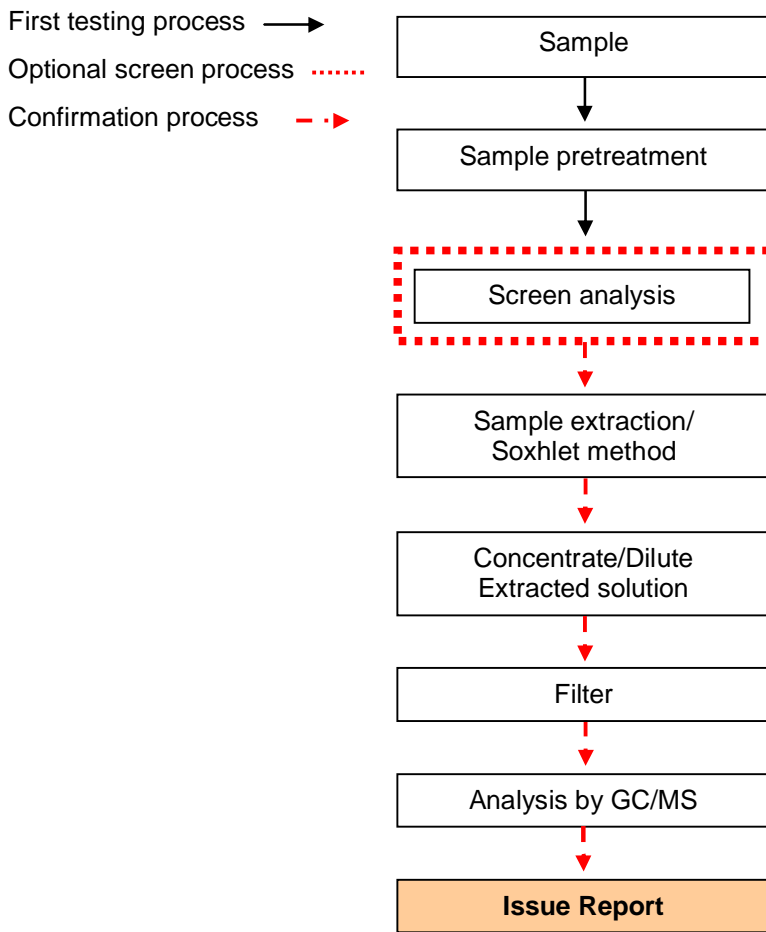 First testing process
Optional screen process
Confirmation process
Sample
Sample pretreatment
Screen analysis
Sample extraction/
Soxhlet method
Concentrate/Dilute
Extracted solution
Filter
Analysis by GC/MS
Issue Report